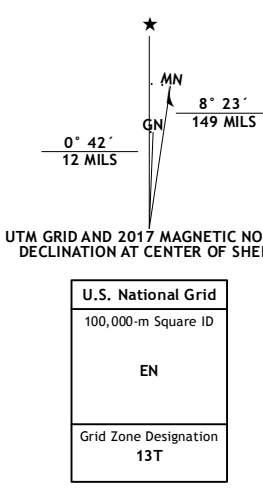 ★
MN
GN
8° 23´
149 MILS
0° 42´
12 MILS
UTM GRID AND 2017 MAGNETIC NO
DECLINATION AT CENTER OF SHE
U.S. National Grid
100,000-m Square ID
EN
Grid Zone Designation
13T